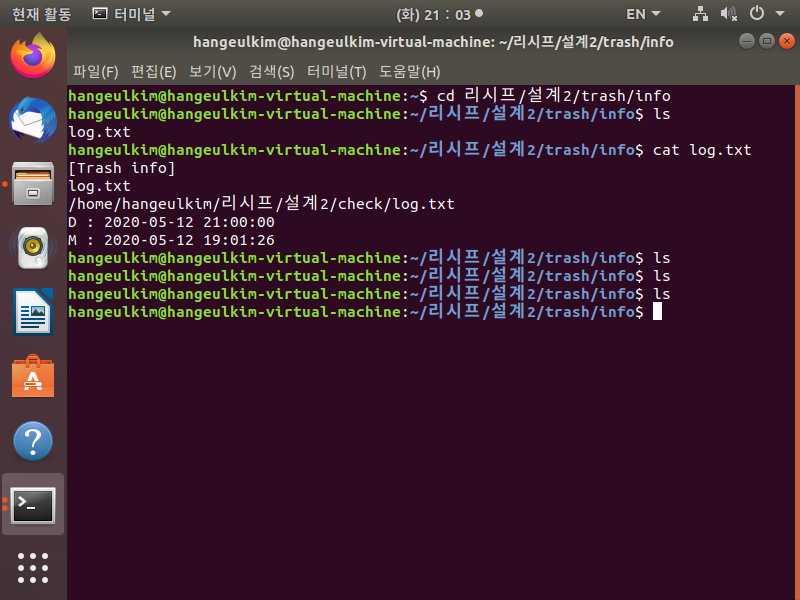 현재 활동 터미널 (화) 21 : 03 EN
hangeulkim@hangeulkim-virtual-machine: ~/리시프/설계2/trash/info
파일(F) 편집(E) 보기(V) 검색(S) 터미널(T) 도움말(H)
hangeulkim@hangeulkim-virtual-machine:~$ cd 리시프/설계2/trash/info
hangeulkim@hangeulkim-virtual-machine:~/리시프/설계2/trash/info$ ls
log.txt
hangeulkim@hangeulkim-virtual-machine:~/리시프/설계2/trash/info$ cat log.txt
[Trash info]
log.txt
/home/hangeulkim/리시프/설계2/check/log.txt
D : 2020-05-12 21:00:00
M : 2020-05-12 19:01:26
hangeulkim@hangeulkim-virtual-machine:~/리시프/설계2/trash/info$ ls
hangeulkim@hangeulkim-virtual-machine:~/리시프/설계2/trash/info$ ls
hangeulkim@hangeulkim-virtual-machine:~/리시프/설계2/trash/info$ ls
hangeulkim@hangeulkim-virtual-machine:~/리시프/설계2/trash/info$